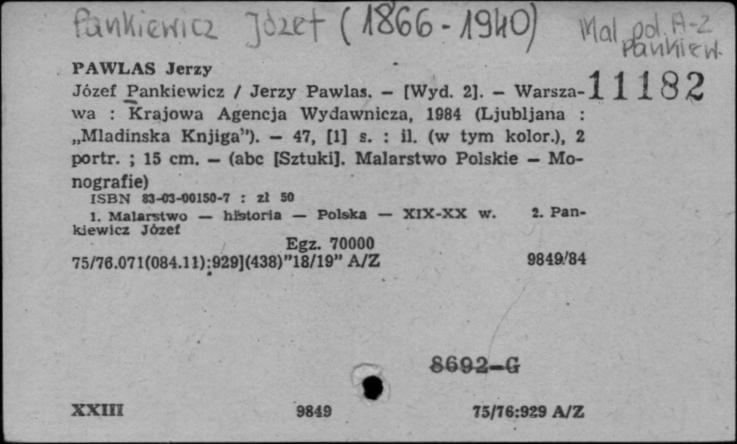 Pankiewicz Józef (1866-1940)
Mal. pol. A-Z
Pankiew.
PAWLAS Jerzy
11182
Józef Pankiewicz / Jerzy Pawlas. — [Wyd. 2]. — Warsza-
wa : Krajowa Agencja Wydawnicza, 1984 (Ljubljana :
„Mladinska Knjiga”). — 47, [1] s. : il. (w tym kolor.), 2
portr. ; 15 cm. — (abc [Sztuki]. Malarstwo Polskie — Mo-
nografie)
ISBN 83-03-00150-7 : zł 50
1. Malarstwo — historia — Polska — XIX-XX w. 2. Pan-
kiewicz Józef
Egz. 70000
75/76.071(084.11):929](438)”18/19” A/Z 9849/84
8692-G
XXIII 9849 75/76:929 A/Z